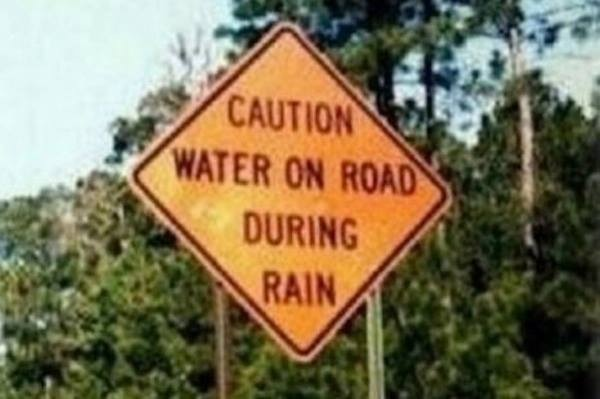 CAUTION
WATER ON ROAD
DURING
RAIN